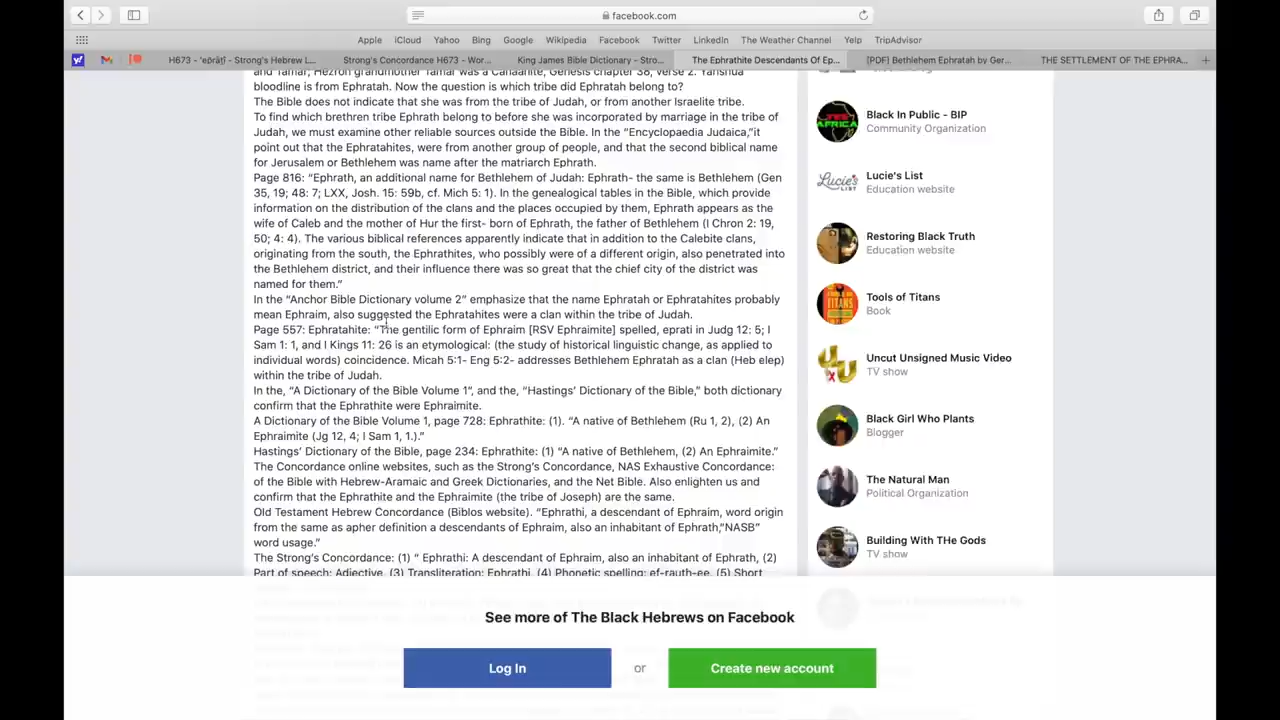 facebook.com
Apple iCloud Yahoo Bing Google Wikipedia Facebook Twitter LinkedIn The Weather Channel Yelp TripAdvisor
H673 - 'ep̄rāṯî - Strong's Hebrew L... Strong's Concordance H673 - Wor... King James Bible Dictionary - Stro... The Ephrathite Descendants Of Ep... [PDF] Bethlehem Ephratah by Ger... THE SETTLEMENT OF THE EPHRA...
and Tamar; Hezron grandmother Tamar was a Canaanite, Genesis chapter 38, verse 2. Yahshua
bloodline is from Ephratah. Now the question is which tribe did Ephratah belong to?
The Bible does not indicate that she was from the tribe of Judah, or from another Israelite tribe.
To find which brethren tribe Ephrath belong to before she was incorporated by marriage in the tribe of
Judah, we must examine other reliable sources outside the Bible. In the “Encyclopaedia Judaica,”it
point out that the Ephratahites, were from another group of people, and that the second biblical name
for Jerusalem or Bethlehem was name after the matriarch Ephrath.
Page 816: “Ephrath, an additional name for Bethlehem of Judah: Ephrath- the same is Bethlehem (Gen
35, 19; 48: 7; LXX, Josh. 15: 59b, cf. Mich 5: 1). In the genealogical tables in the Bible, which provide
information on the distribution of the clans and the places occupied by them, Ephrath appears as the
wife of Caleb and the mother of Hur the first- born of Ephrath, the father of Bethlehem (I Chron 2: 19,
50; 4: 4). The various biblical references apparently indicate that in addition to the Calebite clans,
originating from the south, the Ephrathites, who possibly were of a different origin, also penetrated into
the Bethlehem district, and their influence there was so great that the chief city of the district was
named for them.”
In the “Anchor Bible Dictionary volume 2” emphasize that the name Ephratah or Ephratahites probably
mean Ephraim, also suggested the Ephratahites were a clan within the tribe of Judah.
Page 557: Ephratahite: “The gentilic form of Ephraim [RSV Ephraimite] spelled, eprati in Judg 12: 5; I
Sam 1: 1, and I Kings 11: 26 is an etymological: (the study of historical linguistic change, as applied to
individual words) coincidence. Micah 5:1- Eng 5:2- addresses Bethlehem Ephratah as a clan (Heb elep)
within the tribe of Judah.
In the, “A Dictionary of the Bible Volume 1”, and the, “Hastings’ Dictionary of the Bible,” both dictionary
confirm that the Ephrathite were Ephraimite.
A Dictionary of the Bible Volume 1, page 728: Ephrathite: (1). “A native of Bethlehem (Ru 1, 2), (2) An
Ephraimite (Jg 12, 4; I Sam 1, 1.).”
Hastings’ Dictionary of the Bible, page 234: Ephrathite: (1) “A native of Bethlehem, (2) An Ephraimite.”
The Concordance online websites, such as the Strong’s Concordance, NAS Exhaustive Concordance:
of the Bible with Hebrew-Aramaic and Greek Dictionaries, and the Net Bible. Also enlighten us and
confirm that the Ephrathite and the Ephraimite (the tribe of Joseph) are the same.
Old Testament Hebrew Concordance (Biblos website). “Ephrathi, a descendant of Ephraim, word origin
from the same as apher definition a descendants of Ephraim, also an inhabitant of Ephrath,”NASB”
word usage.”
The Strong’s Concordance: (1) “ Ephrathi: A descendant of Ephraim, also an inhabitant of Ephrath, (2)
Part of speech: Adjective, (3) Transliteration: Ephrathi, (4) Phonetic spelling: ef-rauth-ee, (5) Short
Black In Public - BIP
Community Organization
Lucie's List
Education website
Restoring Black Truth
Education website
Tools of Titans
Book
Uncut Unsigned Music Video
TV show
Black Girl Who Plants
Blogger
The Natural Man
Political Organization
Building With THe Gods
TV show
See more of The Black Hebrews on Facebook
Log In or Create new account